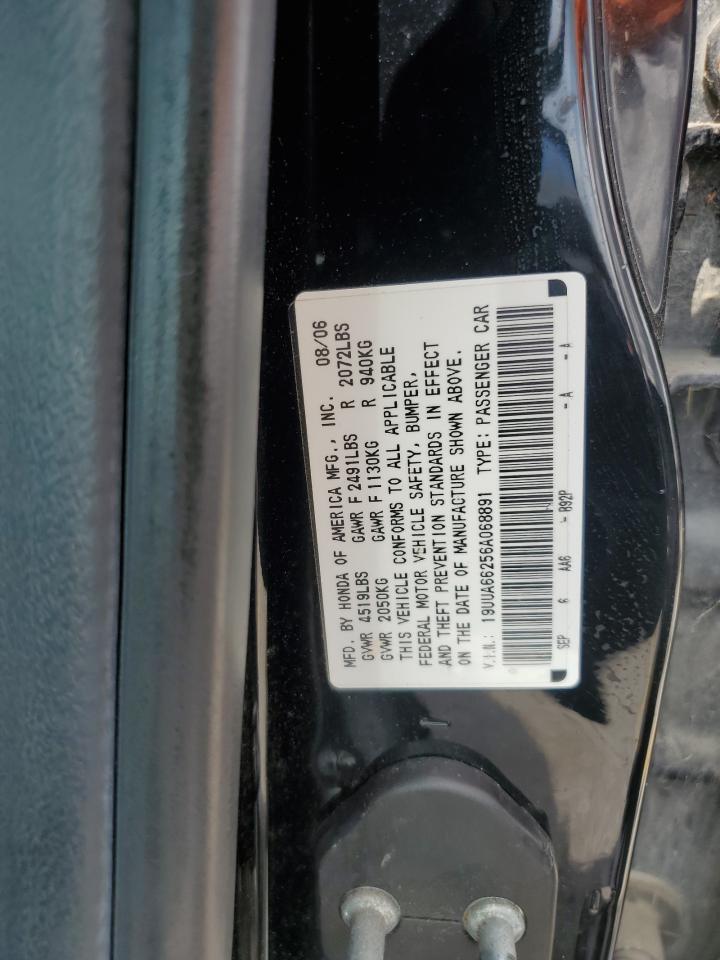 MFD. BY HONDA OF AMERICA MFG., INC. 08/06
GVWR 4519LBS GAWR F 2491LBS R 2072LBS
GVWR 2050KG GAWR F 1130KG R 940KG
THIS VEHICLE CONFORMS TO ALL APPLICABLE
FEDERAL MOTOR VEHICLE SAFETY, BUMPER,
AND THEFT PREVENTION STANDARDS IN EFFECT
ON THE DATE OF MANUFACTURE SHOWN ABOVE.
V.I.N.: 19UUA66256A068891 TYPE: PASSENGER CAR
SEP 6 AA6 - B92P - A - A